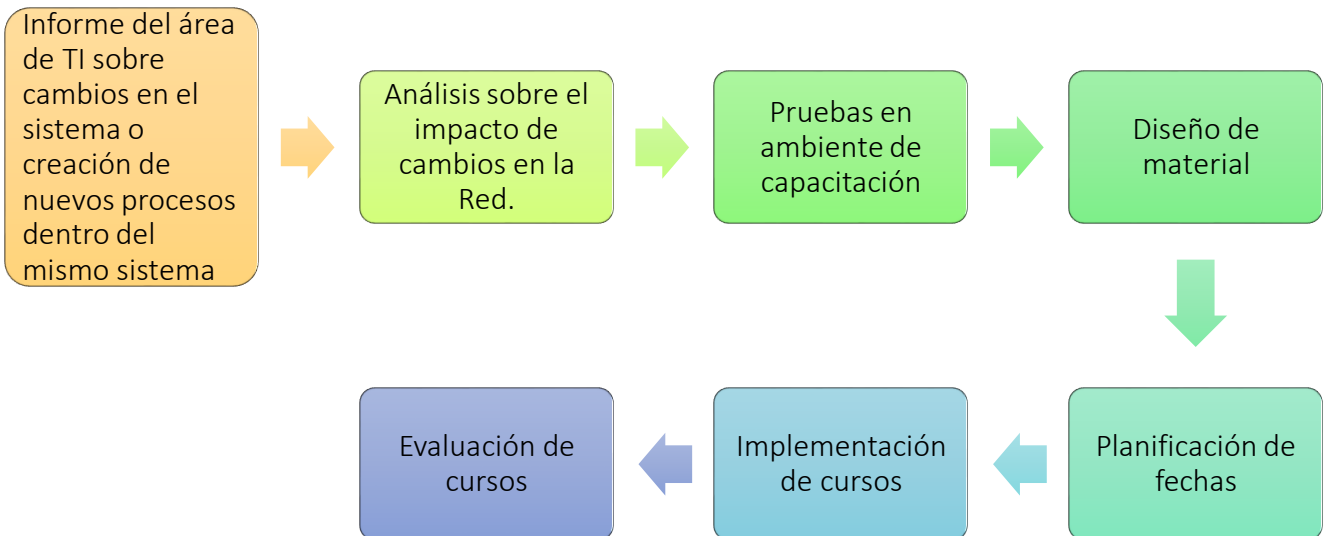 Informe del área
de TI sobre
cambios en el
sistema o
creación de
nuevos procesos
dentro del
mismo sistema
Análisis sobre el
impacto de
cambios en la
Red.
Pruebas en
ambiente de
capacitación
Diseño de
material
Planificación de
fechas
Implementación
de cursos
Evaluación de
cursos